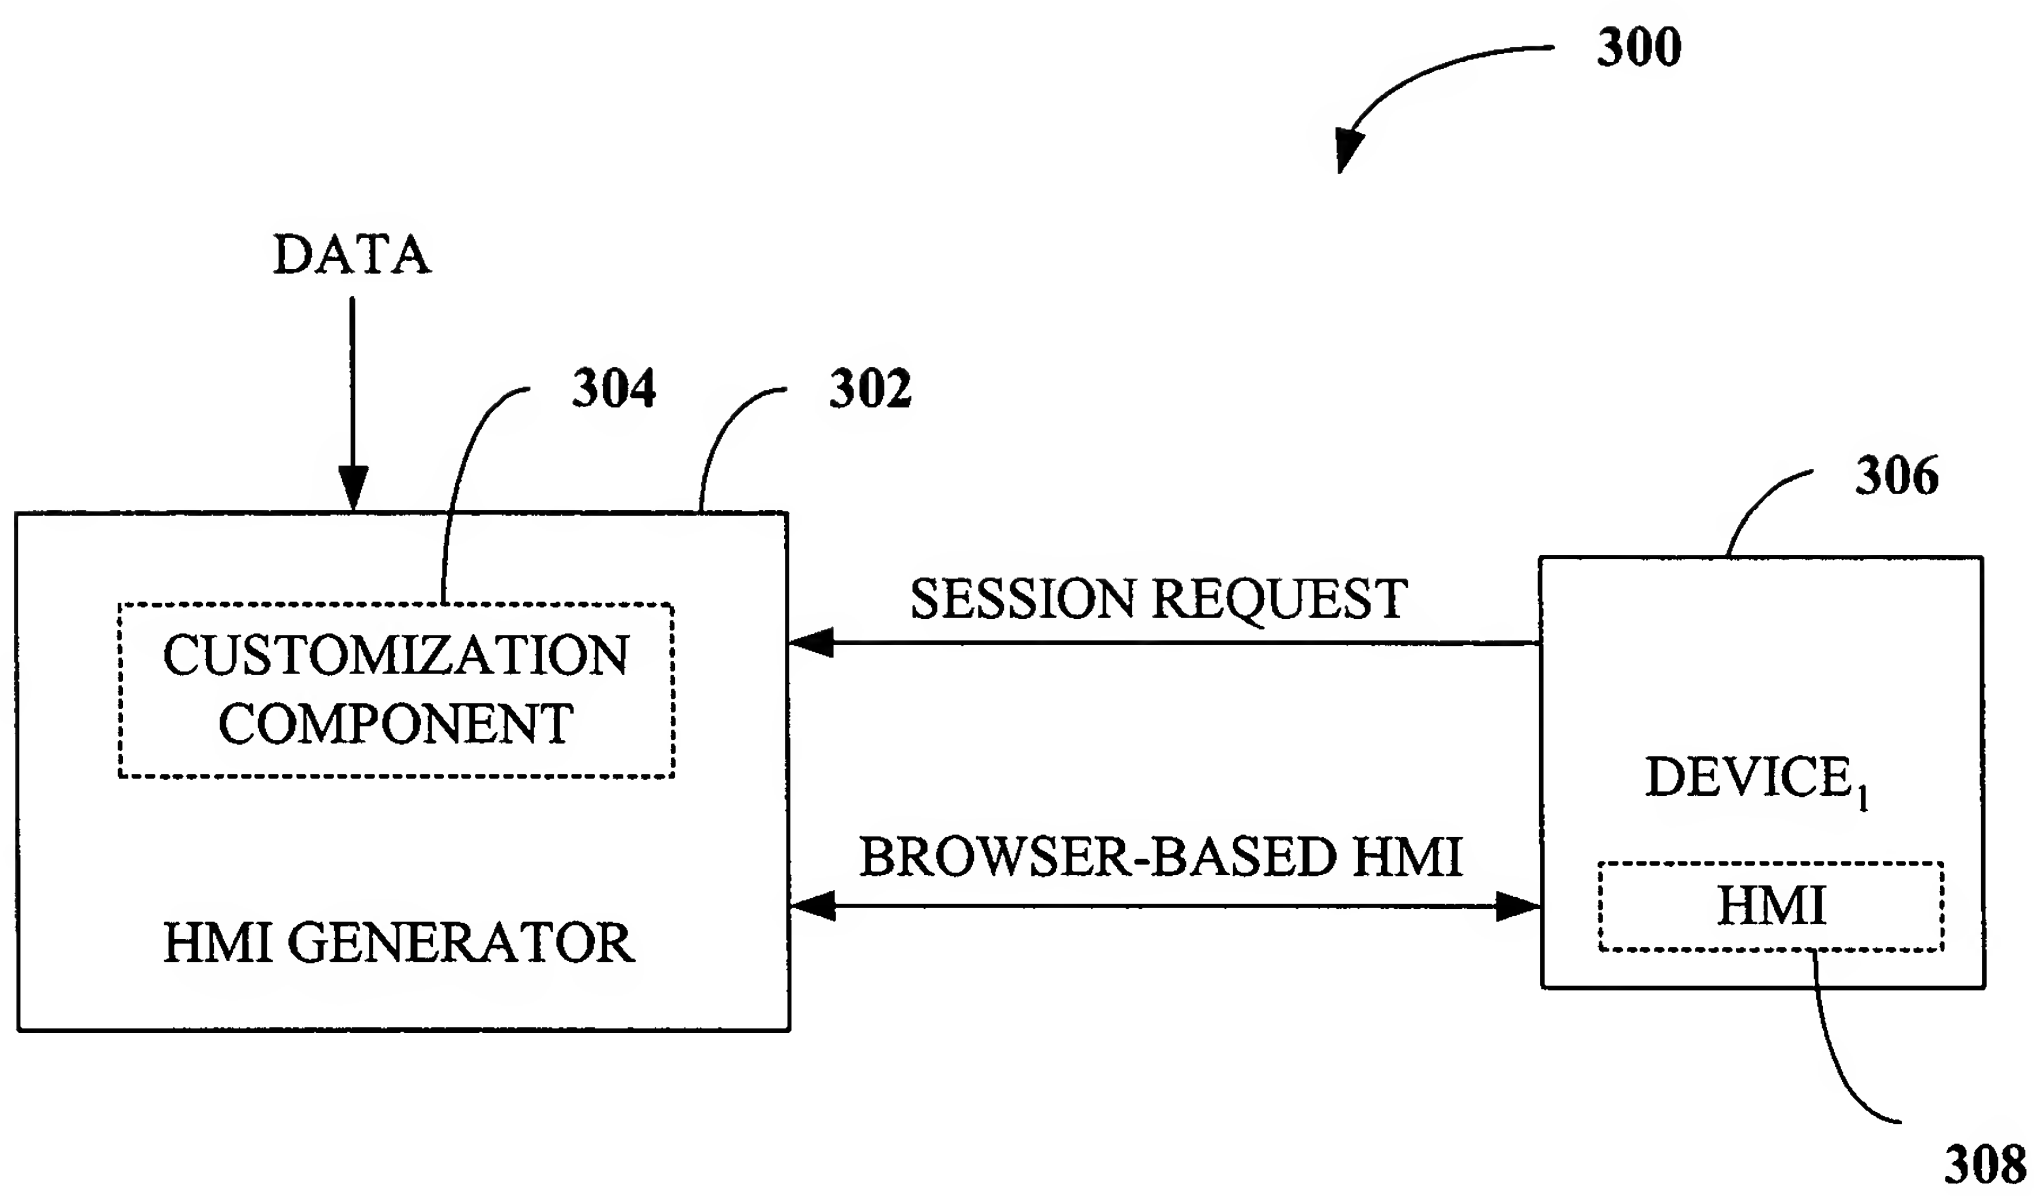 300
DATA
304
302
306
SESSION REQUEST
CUSTOMIZATION
COMPONENT
DEVICE₁
BROWSER-BASED HMI
HMI
HMI GENERATOR
308